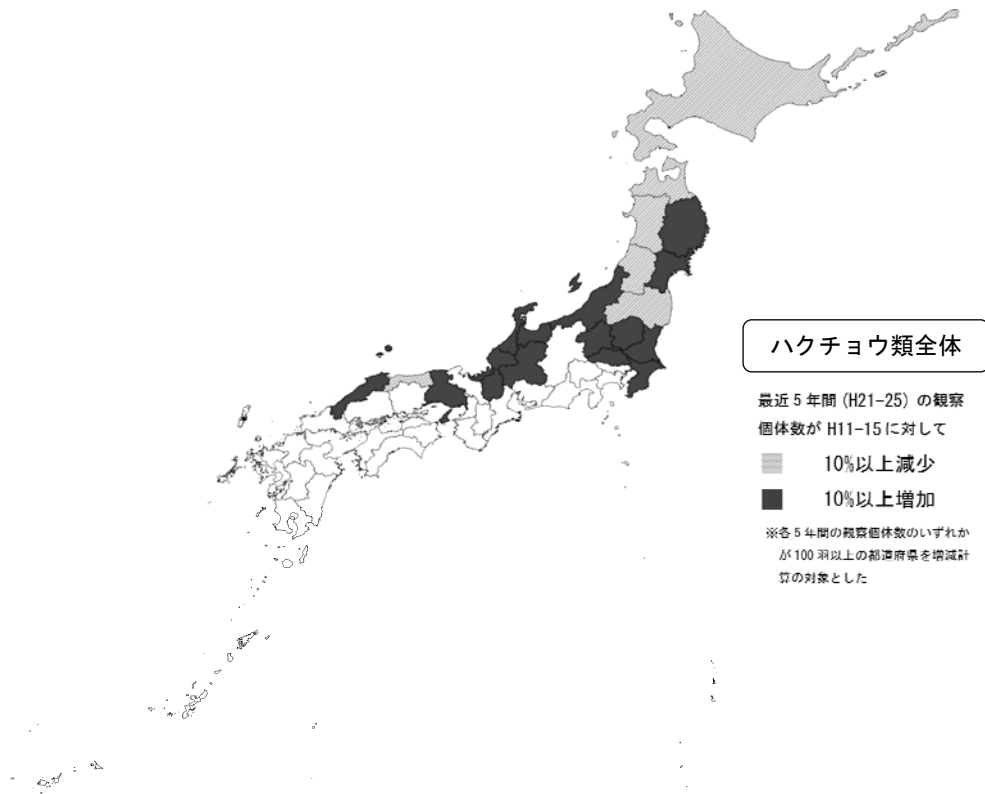 ハクチョウ類全体
最近５年間(H21-25)の観察
個体数が H11-15に対して
10%以上減少
10%以上増加
※各５年間の観察個体数のいずれか
が100羽以上の都道府県を増減計
算の対象とした